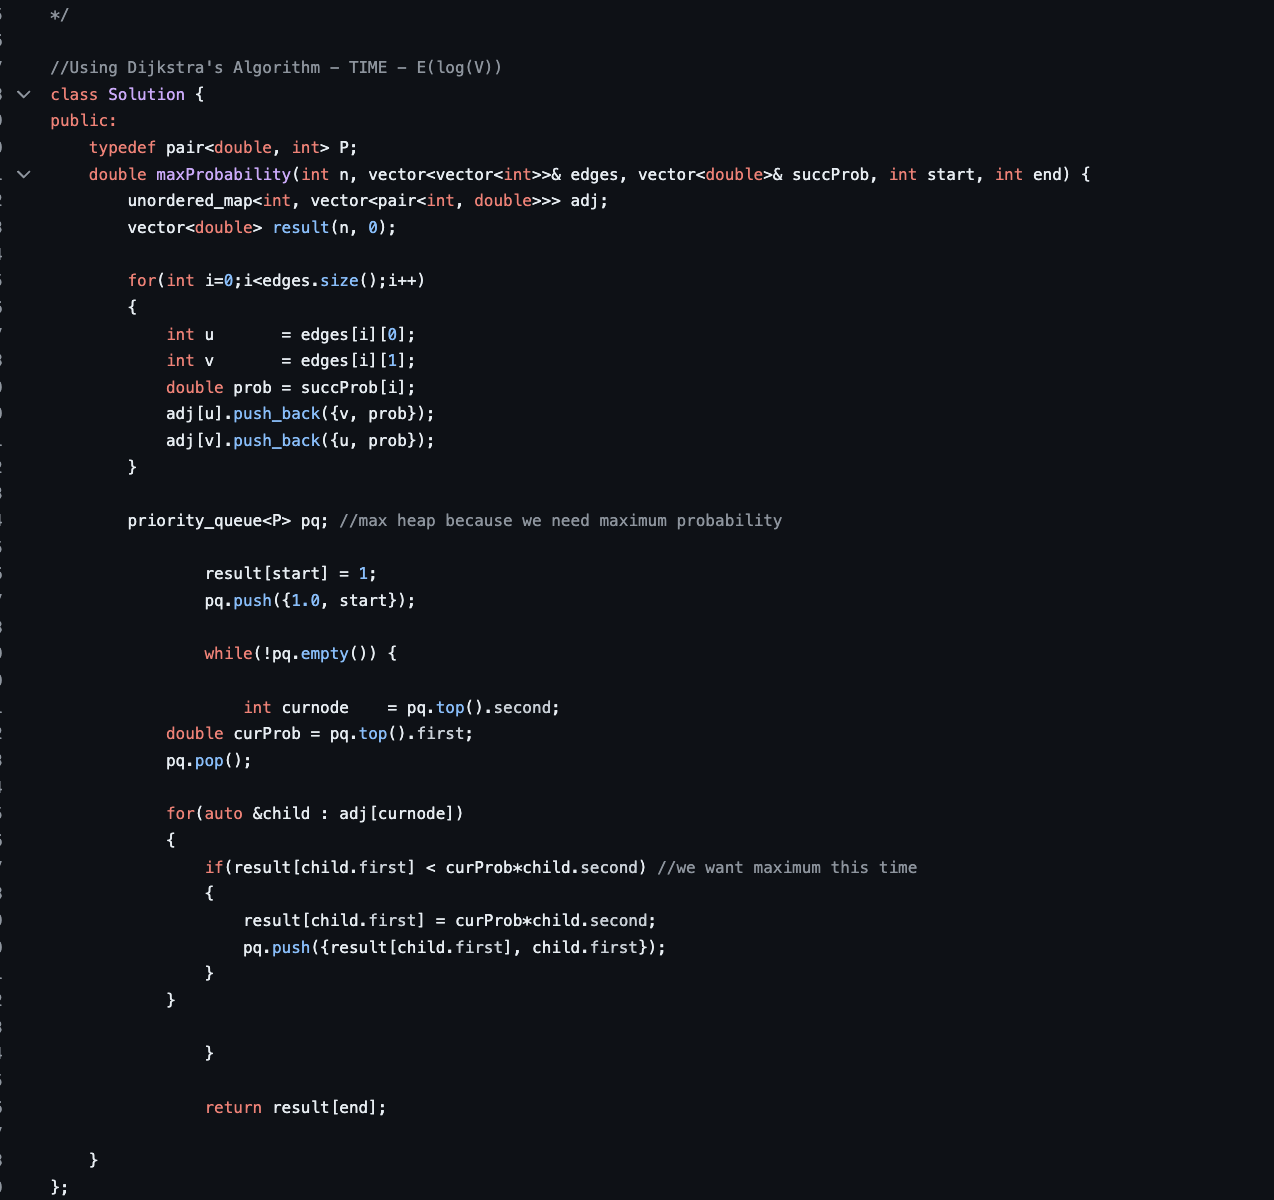 */
//Using Dijkstra's Algorithm – TIME – E(log(V))
class Solution {
public:
    typedef pair<double, int> P;
    double maxProbability(int n, vector<vector<int>>& edges, vector<double>& succProb, int start, int end) {
        unordered_map<int, vector<pair<int, double>>> adj;
        vector<double> result(n, 0);

        for(int i=0;i<edges.size();i++)
        {
            int u       = edges[i][0];
            int v       = edges[i][1];
            double prob = succProb[i];
            adj[u].push_back({v, prob});
            adj[v].push_back({u, prob});
        }

        priority_queue<P> pq; //max heap because we need maximum probability

                result[start] = 1;
                pq.push({1.0, start});

                while(!pq.empty()) {

                    int curnode    = pq.top().second;
            double curProb = pq.top().first;
            pq.pop();

            for(auto &child : adj[curnode])
            {
                if(result[child.first] < curProb*child.second) //we want maximum this time
                {
                    result[child.first] = curProb*child.second;
                    pq.push({result[child.first], child.first});
                }
            }

                }

                return result[end];

    }
};